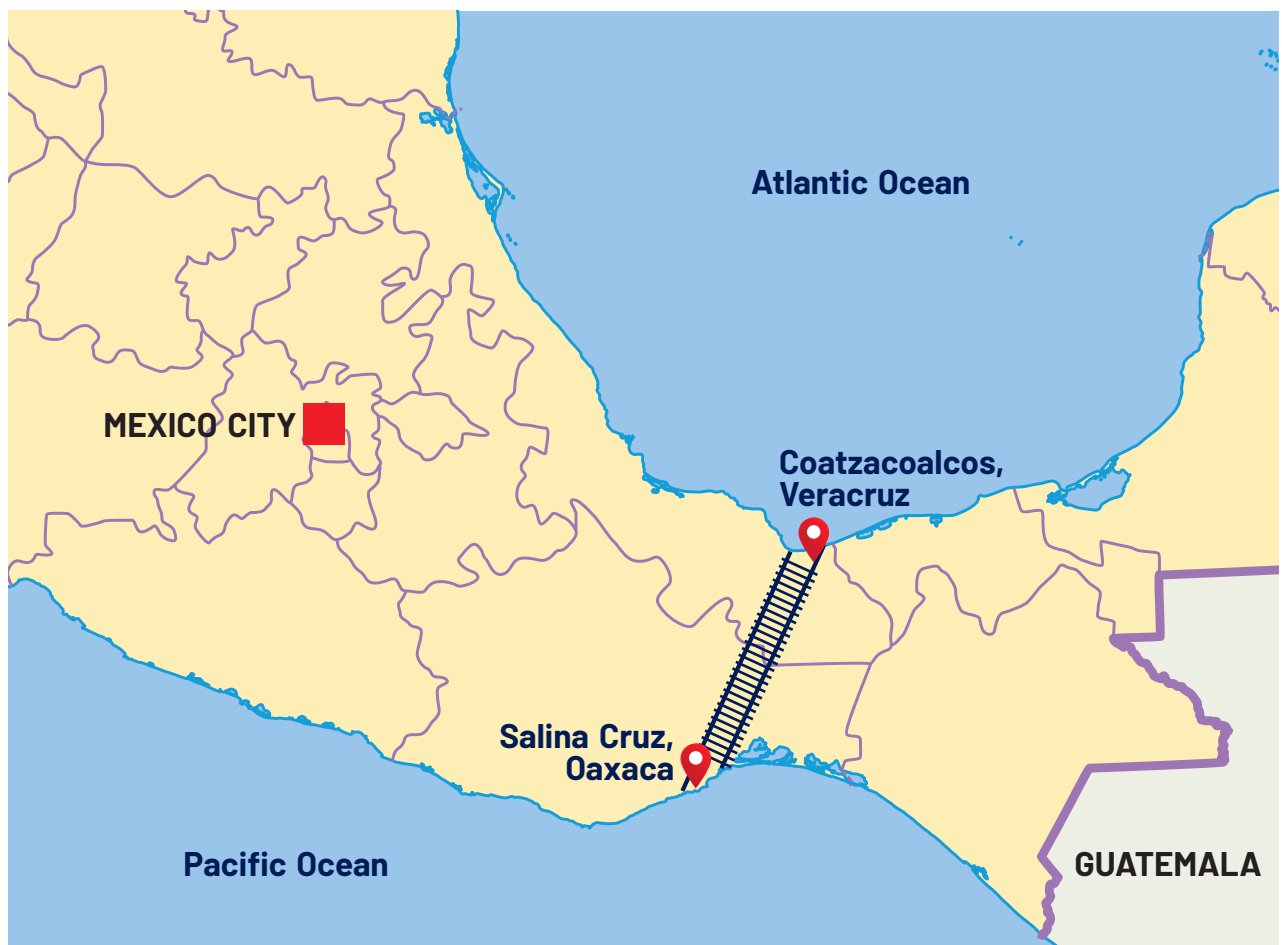 Atlantic Ocean
MEXICO CITY
Coatzacoalcos,
Veracruz
Salina Cruz,
Oaxaca
Pacific Ocean
GUATEMALA